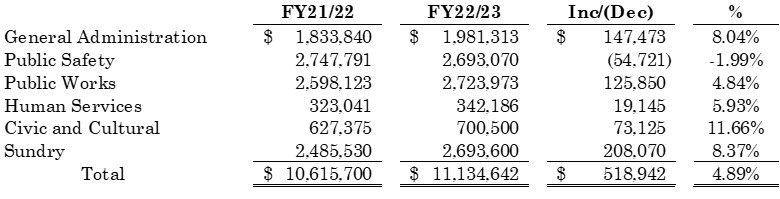 FY21/22 FY22/23 Inc/(Dec) %
General Administration $ 1,833,840 $ 1,981,313 $ 147,473 8.04%
Public Safety 2,747,791 2,693,070 (54,721) -1.99%
Public Works 2,598,123 2,723,973 125,850 4.84%
Human Services 323,041 342,186 19,145 5.93%
Civic and Cultural 627,375 700,500 73,125 11.66%
Sundry 2,485,530 2,693,600 208,070 8.37%
Total $ 10,615,700 $ 11,134,642 $ 518,942 4.89%